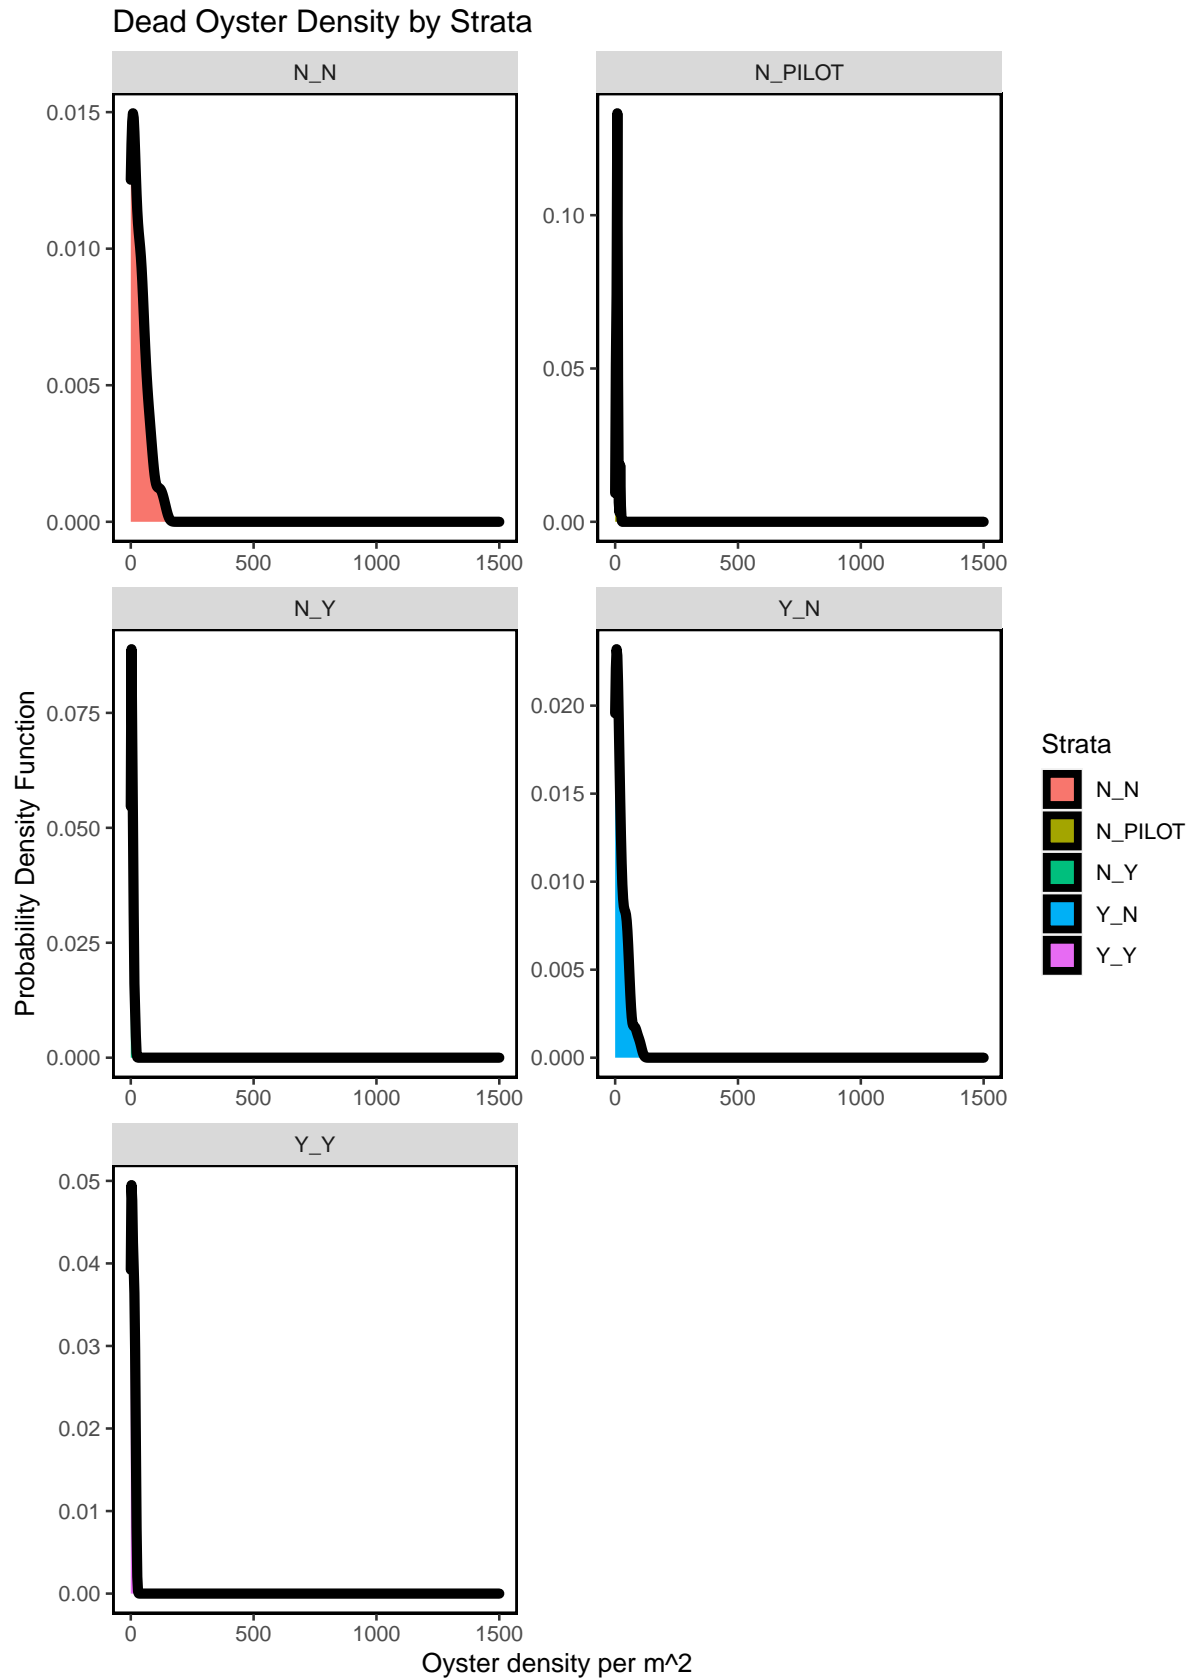 Dead Oyster Density by Strata
N_N
N_PILOT
0.015
0.010
0.005
0.000
0.10
0.05
0.00
0 500 1000 1500
0 500 1000 1500
N_Y
Y_N
Probability Density Function
0.075
0.050
0.025
0.000
0.020
0.015
0.010
0.005
0.000
0 500 1000 1500
0 500 1000 1500
Y_Y
0.05
0.04
0.03
0.02
0.01
0.00
0 500 1000 1500
Oyster density per m^2
Strata
N_N
N_PILOT
N_Y
Y_N
Y_Y